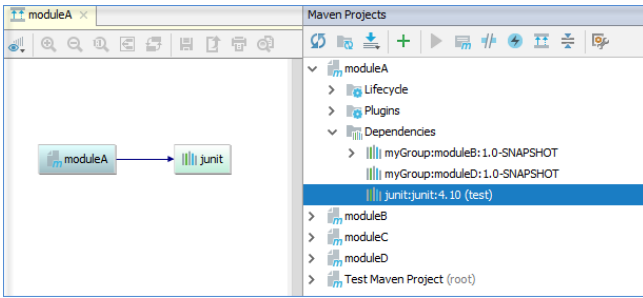 moduleA
moduleA
junit
Maven Projects
moduleA
Lifecycle
Plugins
Dependencies
myGroup:moduleB:1.0-SNAPSHOT
myGroup:moduleD:1.0-SNAPSHOT
junit:junit:4.10 (test)
moduleB
moduleC
moduleD
Test Maven Project (root)